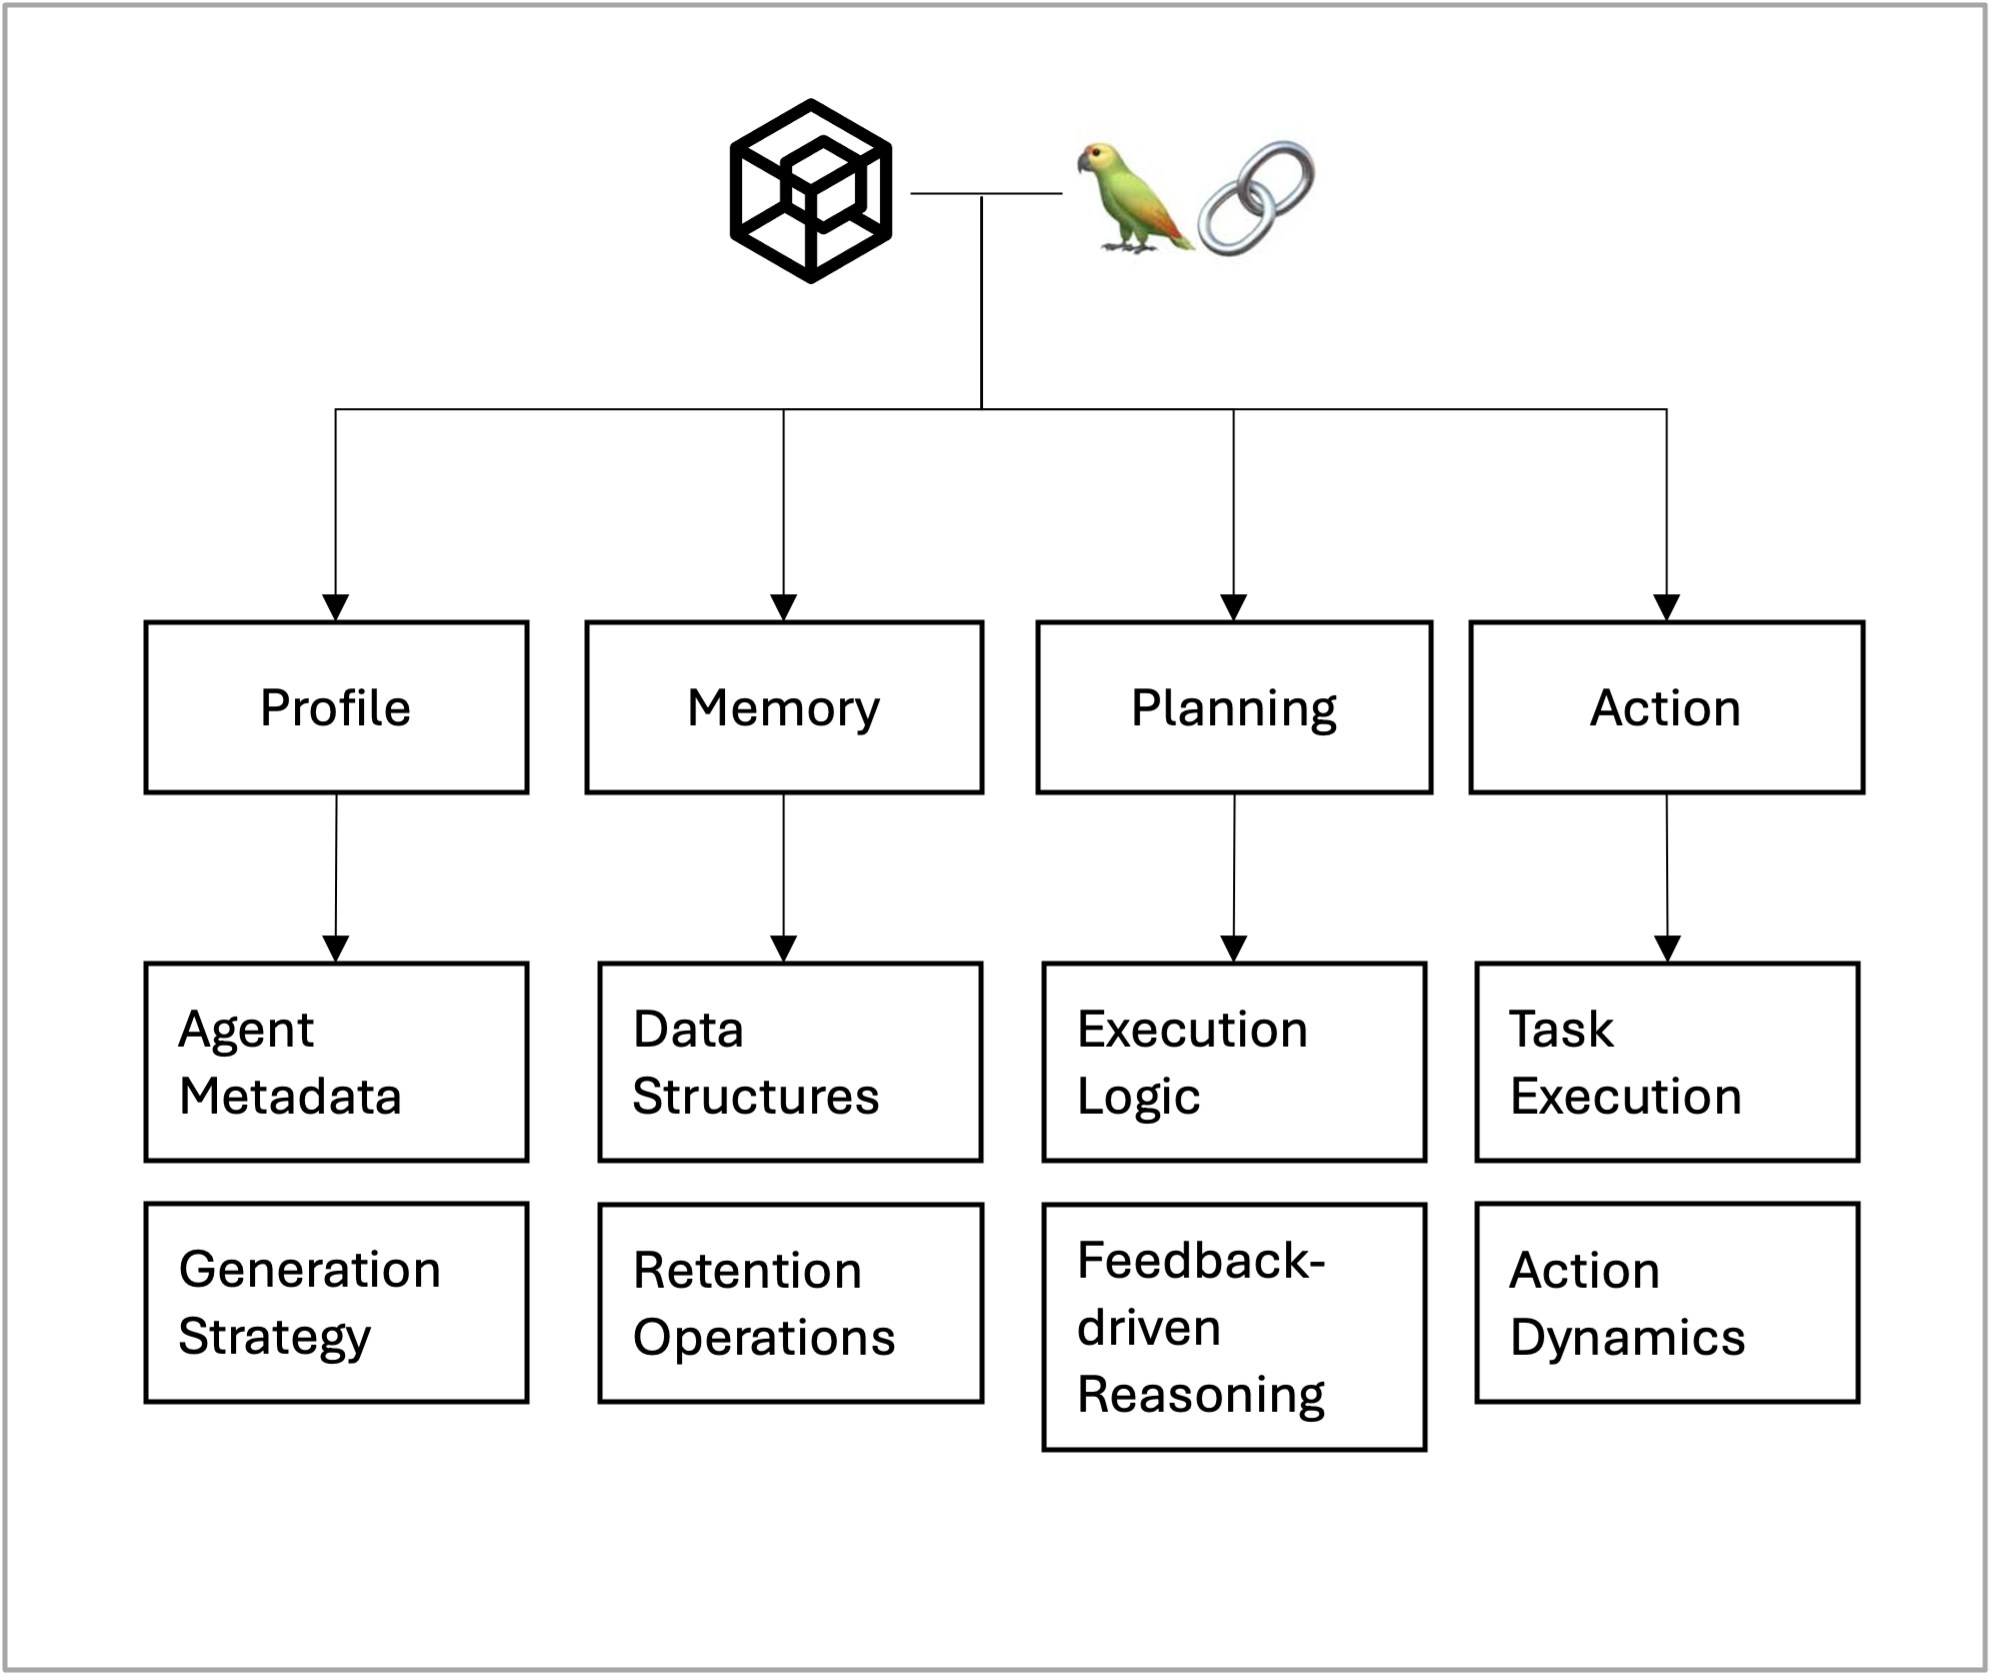 Profile
Memory
Planning
Action
Agent
Metadata
Data
Structures
Execution
Logic
Task
Execution
Generation
Strategy
Retention
Operations
Feedback-
driven
Reasoning
Action
Dynamics